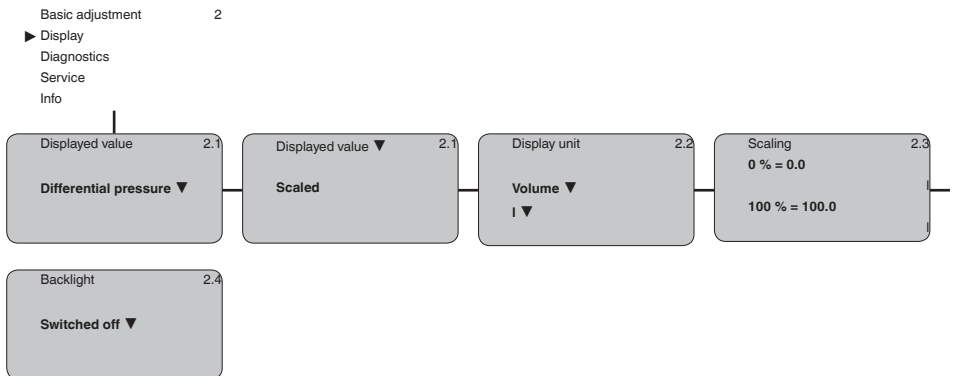 Basic adjustment 2
▶ Display
Diagnostics
Service
Info
Displayed value 2.1
Differential pressure ▼
Displayed value ▼ 2.1
Scaled
Display unit 2.2
Volume ▼
l ▼
Scaling 2.3
0 % = 0.0
l
100 % = 100.0
l
Backlight 2.4
Switched off ▼